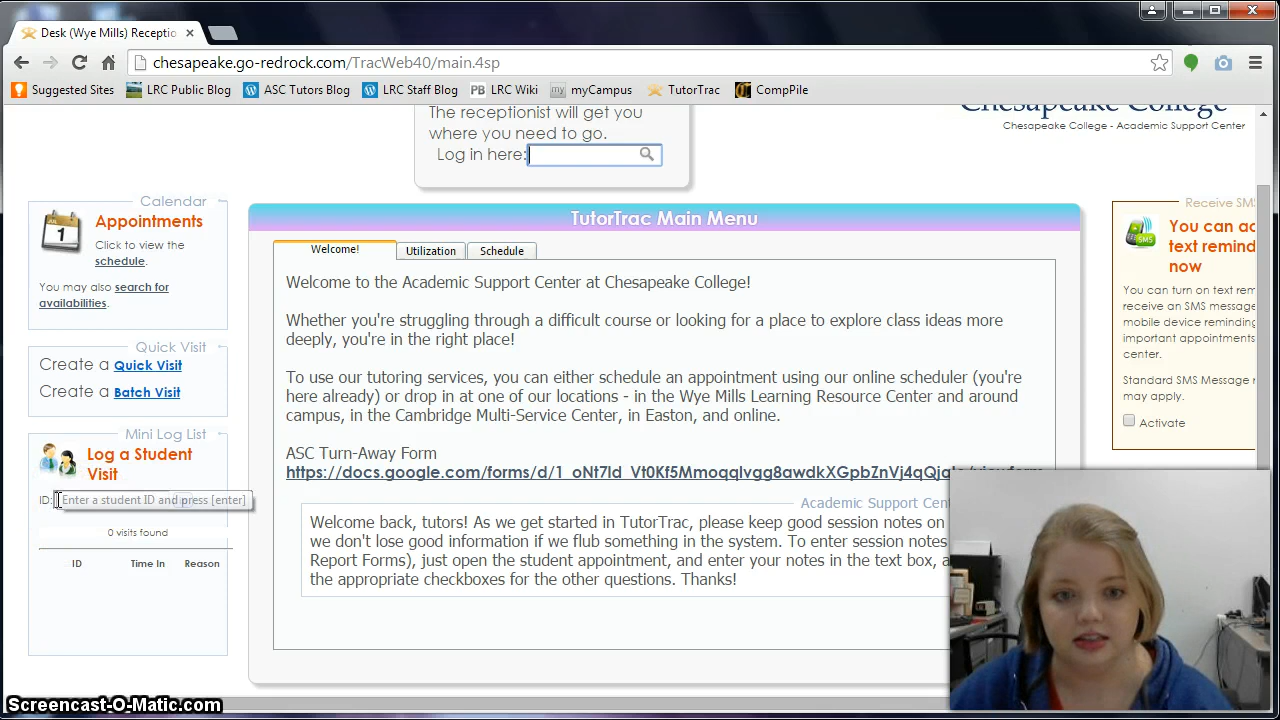 Desk (Wye Mills) Receptio
chesapeake.go-redrock.com/TracWeb40/main.4sp
Suggested Sites
LRC Public Blog
ASC Tutors Blog
LRC Staff Blog
PB LRC Wiki
my myCampus
TutorTrac
CompPile
The receptionist will get you
where you need to go.
Log in here:
Chesapeake College
Chesapeake College - Academic Support Center
Calendar
JUL
1
Appointments
Click to view the
schedule.
You may also search for
availabilities.
Quick Visit
Create a Quick Visit
Create a Batch Visit
Mini Log List
Log a Student
Visit
ID:
Enter a student ID and press [enter]
0 visits found
ID Time In Reason
TutorTrac Main Menu
Welcome!
Utilization
Schedule
Welcome to the Academic Support Center at Chesapeake College!
Whether you're struggling through a difficult course or looking for a place to explore class ideas more
deeply, you're in the right place!
To use our tutoring services, you can either schedule an appointment using our online scheduler (you're
here already) or drop in at one of our locations - in the Wye Mills Learning Resource Center and around
campus, in the Cambridge Multi-Service Center, in Easton, and online.
ASC Turn-Away Form
Academic Support Cent
Welcome back, tutors! As we get started in TutorTrac, please keep good session notes on
we don't lose good information if we flub something in the system. To enter session notes
Report Forms), just open the student appointment, and enter your notes in the text box, a
the appropriate checkboxes for the other questions. Thanks!
Receive SMS
SMS
You can ac
text remind
now
You can turn on text rem
receive an SMS message
mobile device reminding
important appointments
center.
Standard SMS Message r
may apply.
Activate
Screencast-O-Matic.com